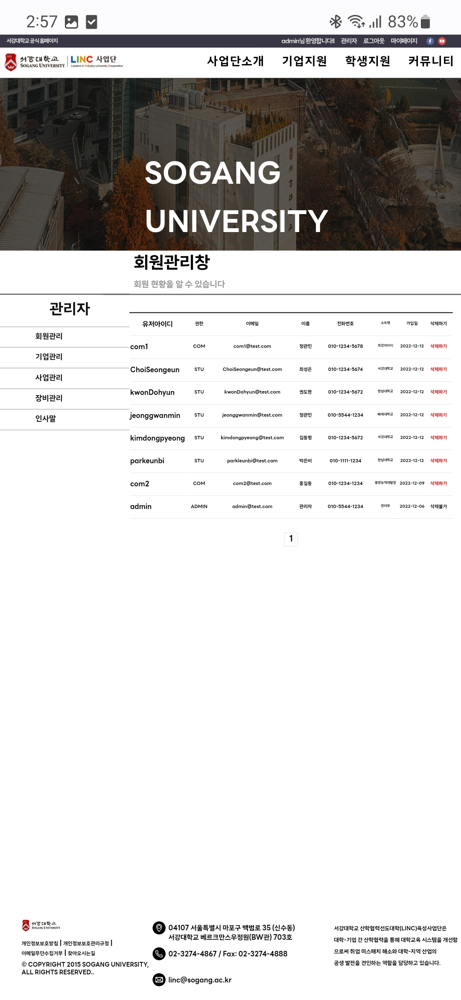 2:57 83%
서강대학교 공식 홈페이지 admin님 환영합니다!! 관리자 로그아웃 마이페이지
서강대학교 SOGANG UNIVERSITY LINC 사업단 Leaders in INdustry-university Cooperation
사업단소개 기업지원 학생지원 커뮤니티
SOGANG UNIVERSITY
서강대학교
SOGANG
UNIVERSITY
회원관리창
회원 현황을 알 수 있습니다
관리자
회원관리
기업관리
사업관리
장비관리
인사말
유저아이디 권한 이메일 이름 전화번호 소속명 가입일 삭제하기
com1 COM com1@test.com 정관민 010-1234-5678 최강아이티 2022-12-12 삭제하기
ChoiSeongeun STU ChoiSeongeun@test.com 최성은 010-1234-5674 서강대학교 2022-12-12 삭제하기
kwonDohyun STU kwonDohyun@test.com 권도현 010-1234-5672 한남대학교 2022-12-12 삭제하기
jeonggwanmin STU jeonggwanmin@test.com 정관민 010-5544-1234 배재대학교 2022-12-12 삭제하기
kimdongpyeong STU kimdongpyeong@test.com 김동평 010-1234-5672 서강대학교 2022-12-12 삭제하기
parkeunbi STU parkleunbi@test.com 박은비 010-1111-1234 한남대학교 2022-12-12 삭제하기
com2 COM com2@test.com 홍길동 010-1234-1234 중앙능력개발원 2022-12-09 삭제하기
admin ADMIN admin@test.com 관리자 010-5544-1234 관리부 2022-12-06 삭제불가
1
서강대학교 SOGANG UNIVERSITY
개인정보보호방침 | 개인정보보호관리규정 |
이메일무단수집거부 | 찾아오시는길
© COPYRIGHT 2015 SOGANG UNIVERSITY,
ALL RIGHTS RESERVED..
04107 서울특별시 마포구 백범로 35 (신수동)
서강대학교 베르크만스우정원(BW관) 703호
02-3274-4867 / Fax: 02-3274-4888
linc@sogang.ac.kr
서강대학교 산학협력선도대학(LINC)육성사업단은
대학-기업 간 산학협력을 통해 대학교육 시스템을 개선함
으로써 취업 미스매치 해소와 대학-지역 산업의
공생 발전을 견인하는 역할을 담당하고 있습니다.